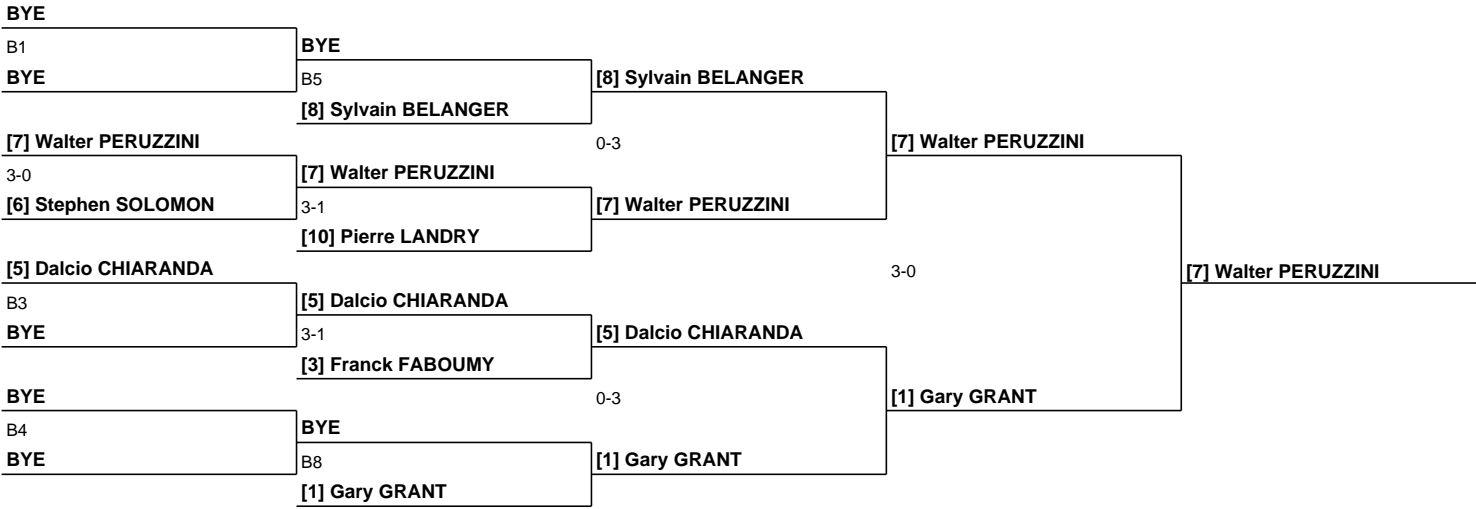 BYE
B1
BYE
BYE
B5
[8] Sylvain BELANGER
[8] Sylvain BELANGER
[7] Walter PERUZZINI
0-3
[7] Walter PERUZZINI
3-0
[7] Walter PERUZZINI
[6] Stephen SOLOMON
3-1
[7] Walter PERUZZINI
[10] Pierre LANDRY
[5] Dalcio CHIARANDA
3-0
[7] Walter PERUZZINI
B3
[5] Dalcio CHIARANDA
BYE
3-1
[5] Dalcio CHIARANDA
[3] Franck FABOUMY
BYE
0-3
[1] Gary GRANT
B4
BYE
BYE
B8
[1] Gary GRANT
[1] Gary GRANT